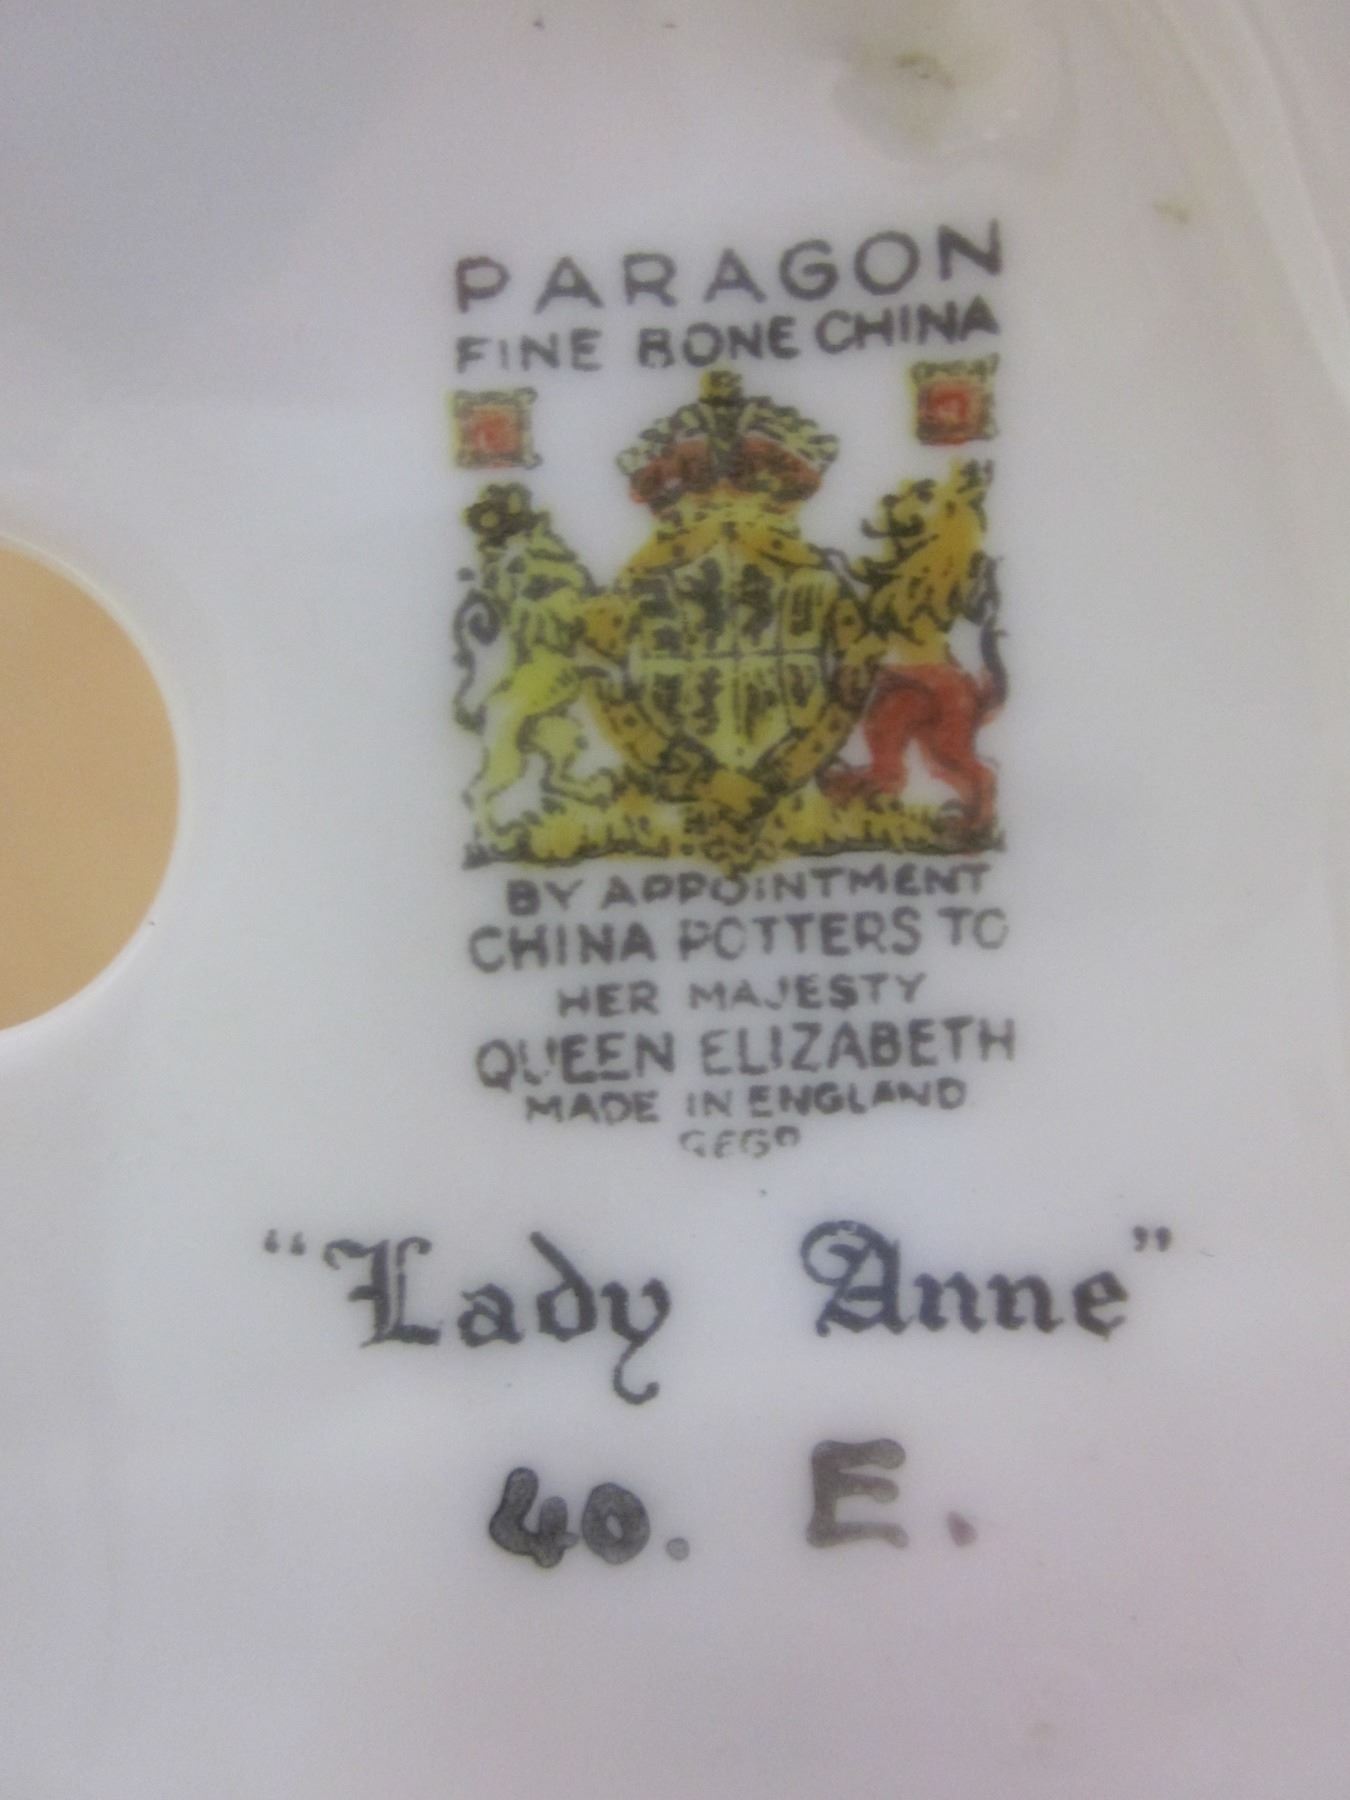 PARAGON
FINE BONE CHINA
BY APPOINTMENT
CHINA POTTERS TO
HER MAJESTY
QUEEN ELIZABETH
MADE IN ENGLAND
REGD
"Lady Anne"
40. E.